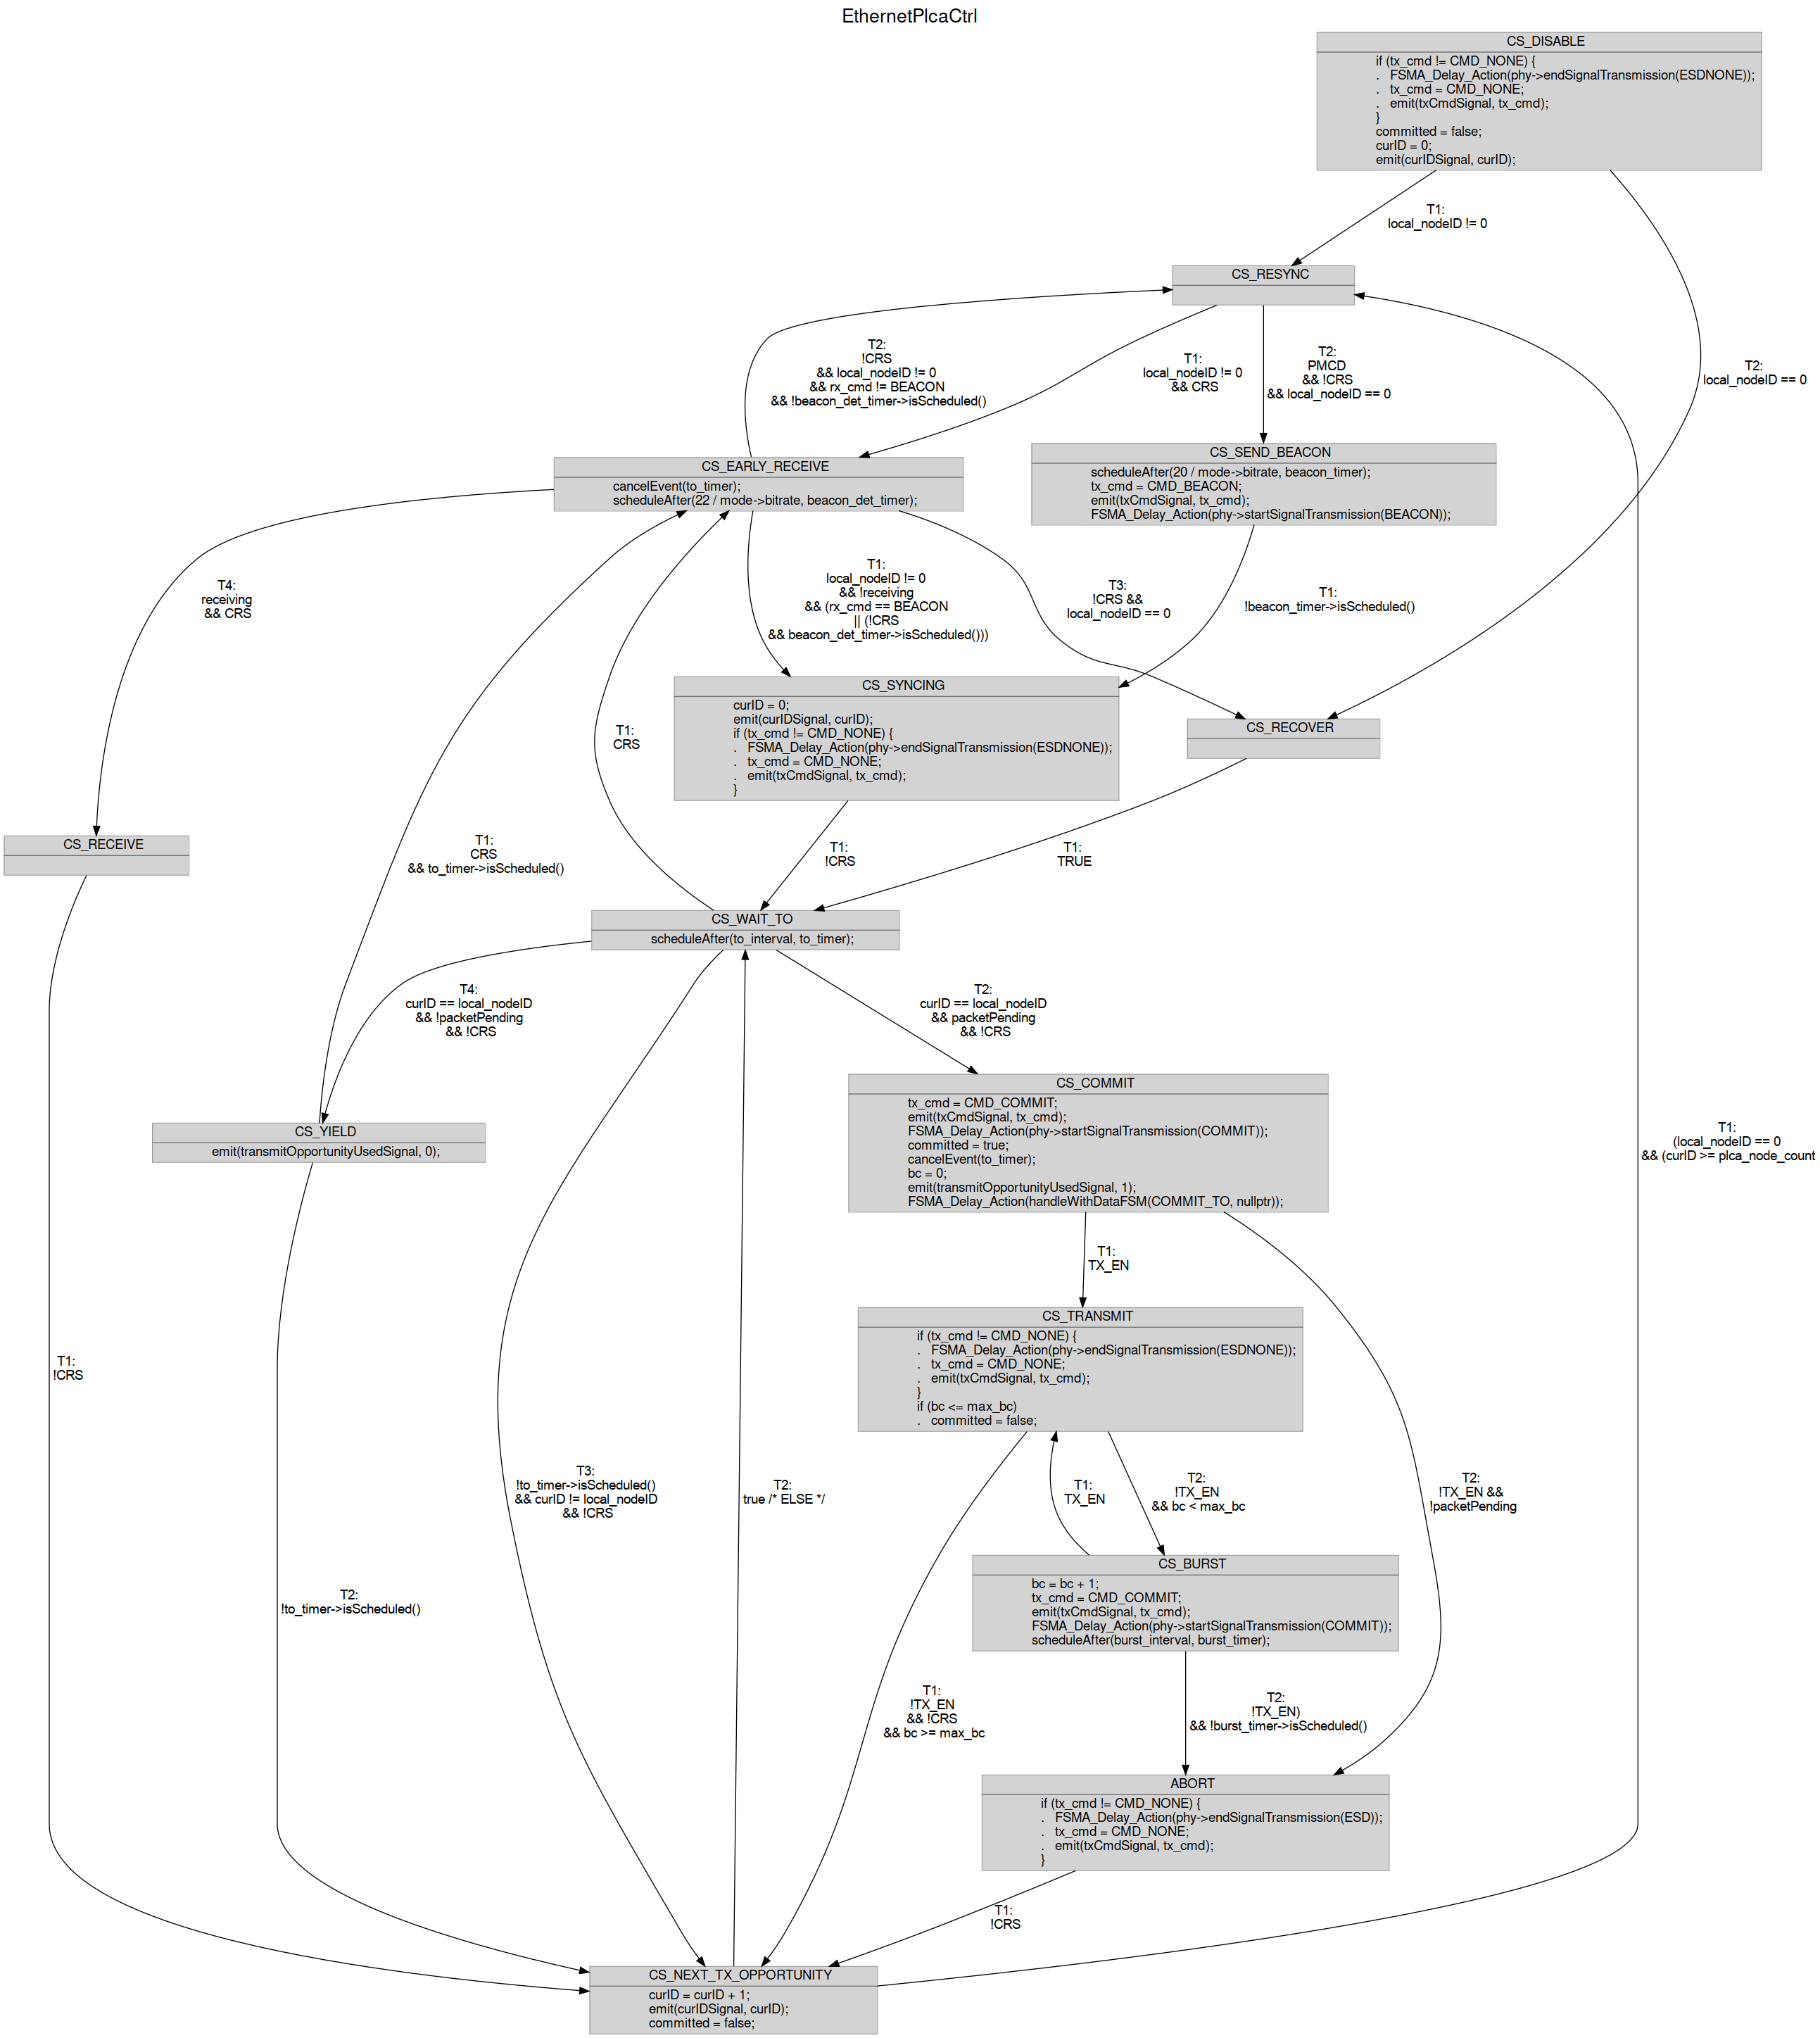 EthernetPlcaCtrl
CS_DISABLE
if (tx_cmd != CMD_NONE) {
.   FSMA_Delay_Action(phy->endSignalTransmission(ESDNONE));
.   tx_cmd = CMD_NONE;
.   emit(txCmdSignal, tx_cmd);
}
committed = false;
curID = 0;
emit(curIDSignal, curID);
T1:
local_nodeID != 0
CS_RESYNC
T2:
!CRS
&& local_nodeID != 0
&& rx_cmd != BEACON
&& !beacon_det_timer->isScheduled()
T1:
local_nodeID != 0
&& CRS
T2:
PMCD
&& !CRS
&& local_nodeID == 0
T2:
local_nodeID == 0
CS_EARLY_RECEIVE
cancelEvent(to_timer);
scheduleAfter(22 / mode->bitrate, beacon_det_timer);
CS_SEND_BEACON
scheduleAfter(20 / mode->bitrate, beacon_timer);
tx_cmd = CMD_BEACON;
emit(txCmdSignal, tx_cmd);
FSMA_Delay_Action(phy->startSignalTransmission(BEACON));
T4:
receiving
&& CRS
T1:
local_nodeID != 0
&& !receiving
&& (rx_cmd == BEACON
|| (!CRS
&& beacon_det_timer->isScheduled()))
T3:
!CRS &&
local_nodeID == 0
T1:
!beacon_timer->isScheduled()
T1:
CRS
CS_SYNCING
curID = 0;
emit(curIDSignal, curID);
if (tx_cmd != CMD_NONE) {
.   FSMA_Delay_Action(phy->endSignalTransmission(ESDNONE));
.   tx_cmd = CMD_NONE;
.   emit(txCmdSignal, tx_cmd);
}
CS_RECOVER
CS_RECEIVE
T1:
CRS
&& to_timer->isScheduled()
T1:
!CRS
T1:
TRUE
CS_WAIT_TO
scheduleAfter(to_interval, to_timer);
T4:
curID == local_nodeID
&& !packetPending
&& !CRS
T2:
curID == local_nodeID
&& packetPending
&& !CRS
CS_YIELD
emit(transmitOpportunityUsedSignal, 0);
CS_COMMIT
tx_cmd = CMD_COMMIT;
emit(txCmdSignal, tx_cmd);
FSMA_Delay_Action(phy->startSignalTransmission(COMMIT));
committed = true;
cancelEvent(to_timer);
bc = 0;
emit(transmitOpportunityUsedSignal, 1);
FSMA_Delay_Action(handleWithDataFSM(COMMIT_TO, nullptr));
T1:
(local_nodeID == 0
&& (curID >= plca_node_count
T1:
TX_EN
CS_TRANSMIT
if (tx_cmd != CMD_NONE) {
.   FSMA_Delay_Action(phy->endSignalTransmission(ESDNONE));
.   tx_cmd = CMD_NONE;
.   emit(txCmdSignal, tx_cmd);
}
if (bc <= max_bc)
.   committed = false;
T1:
!CRS
T3:
!to_timer->isScheduled()
&& curID != local_nodeID
&& !CRS
T2:
true /* ELSE */
T1:
TX_EN
T2:
!TX_EN
&& bc < max_bc
T2:
!TX_EN &&
!packetPending
T2:
!to_timer->isScheduled()
CS_BURST
bc = bc + 1;
tx_cmd = CMD_COMMIT;
emit(txCmdSignal, tx_cmd);
FSMA_Delay_Action(phy->startSignalTransmission(COMMIT));
scheduleAfter(burst_interval, burst_timer);
T1:
!TX_EN
&& !CRS
&& bc >= max_bc
T2:
!TX_EN)
&& !burst_timer->isScheduled()
ABORT
if (tx_cmd != CMD_NONE) {
.   FSMA_Delay_Action(phy->endSignalTransmission(ESD));
.   tx_cmd = CMD_NONE;
.   emit(txCmdSignal, tx_cmd);
}
T1:
!CRS
CS_NEXT_TX_OPPORTUNITY
curID = curID + 1;
emit(curIDSignal, curID);
committed = false;